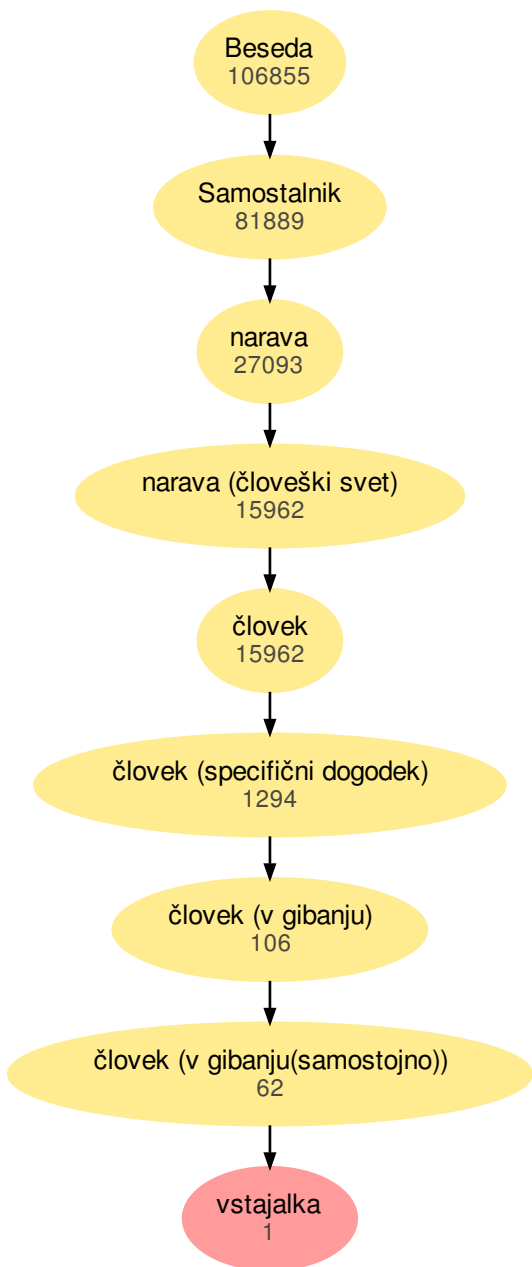 Beseda
106855
Samostalnik
81889
narava
27093
narava (človeški svet)
15962
človek
15962
človek (specifični dogodek)
1294
človek (v gibanju)
106
človek (v gibanju(samostojno))
62
vstajalka
1